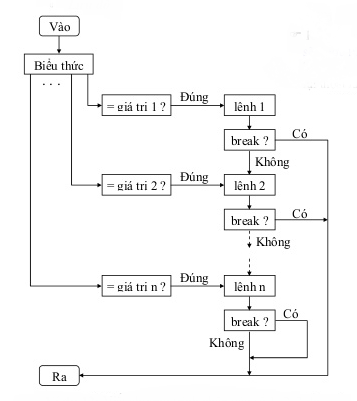 Vào
Biểu thức
. . .
= giá trị 1 ?
Đúng
lệnh 1
break ?
Có
Không
= giá trị 2 ?
Đúng
lệnh 2
break ?
Có
Không
= giá trị n ?
Đúng
lệnh n
break ?
Có
Không
Ra